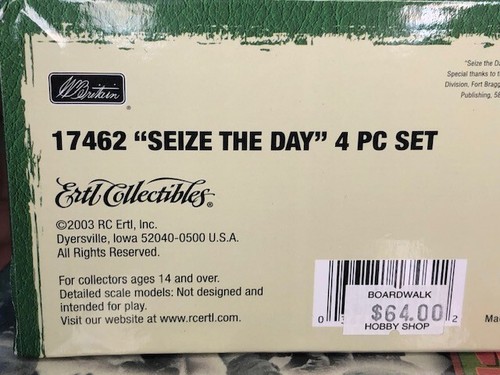 "Seize the D
Special thanks to t
Division, Fort Bragg
Publishing, 58
W. Britain
17462 “SEIZE THE DAY” 4 PC SET
Ertl Collectibles®
©2003 RC Ertl, Inc.
Dyersville, Iowa 52040-0500 U.S.A.
All Rights Reserved.
For collectors ages 14 and over.
Detailed scale models: Not designed and
intended for play.
Visit our website at www.rcertl.com.
BOARDWALK
$64.00
HOBBY SHOP
0
2
Ma